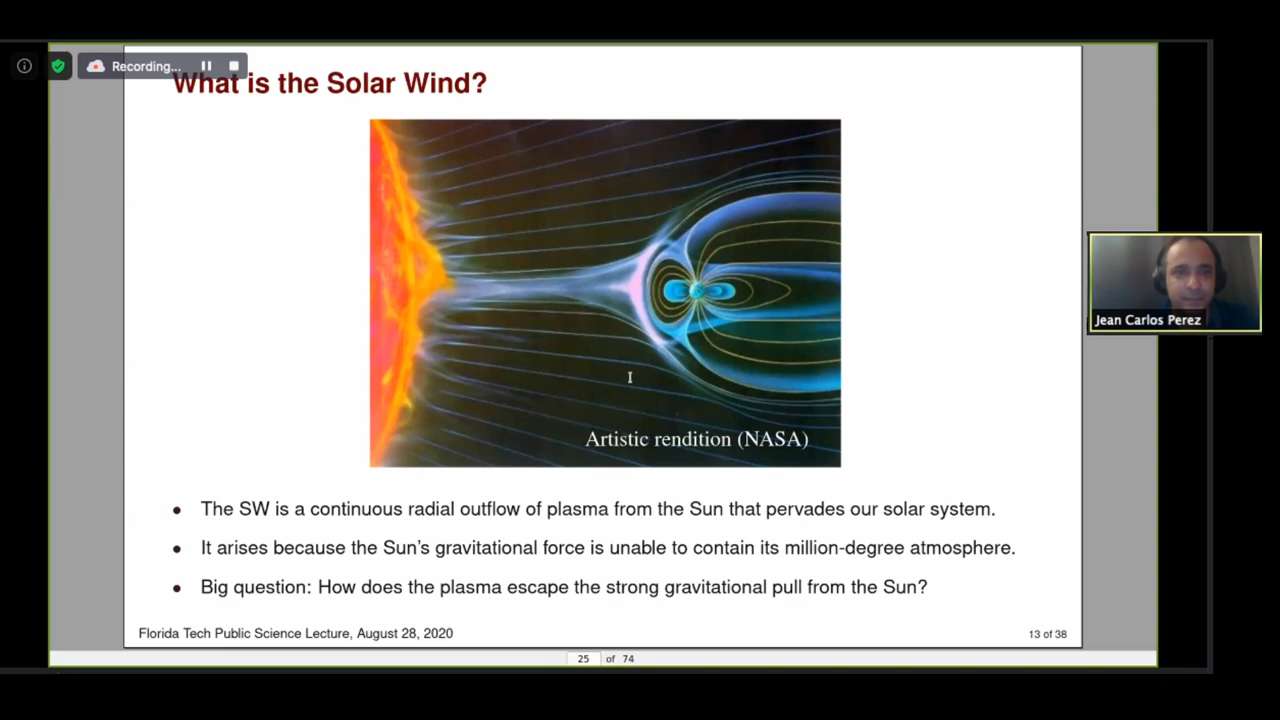 Recording...
What is the Solar Wind?
Artistic rendition (NASA)
Jean Carlos Perez
• The SW is a continuous radial outflow of plasma from the Sun that pervades our solar system.
• It arises because the Sun's gravitational force is unable to contain its million-degree atmosphere.
• Big question: How does the plasma escape the strong gravitational pull from the Sun?
Florida Tech Public Science Lecture, August 28, 2020
13 of 38
25 of 74